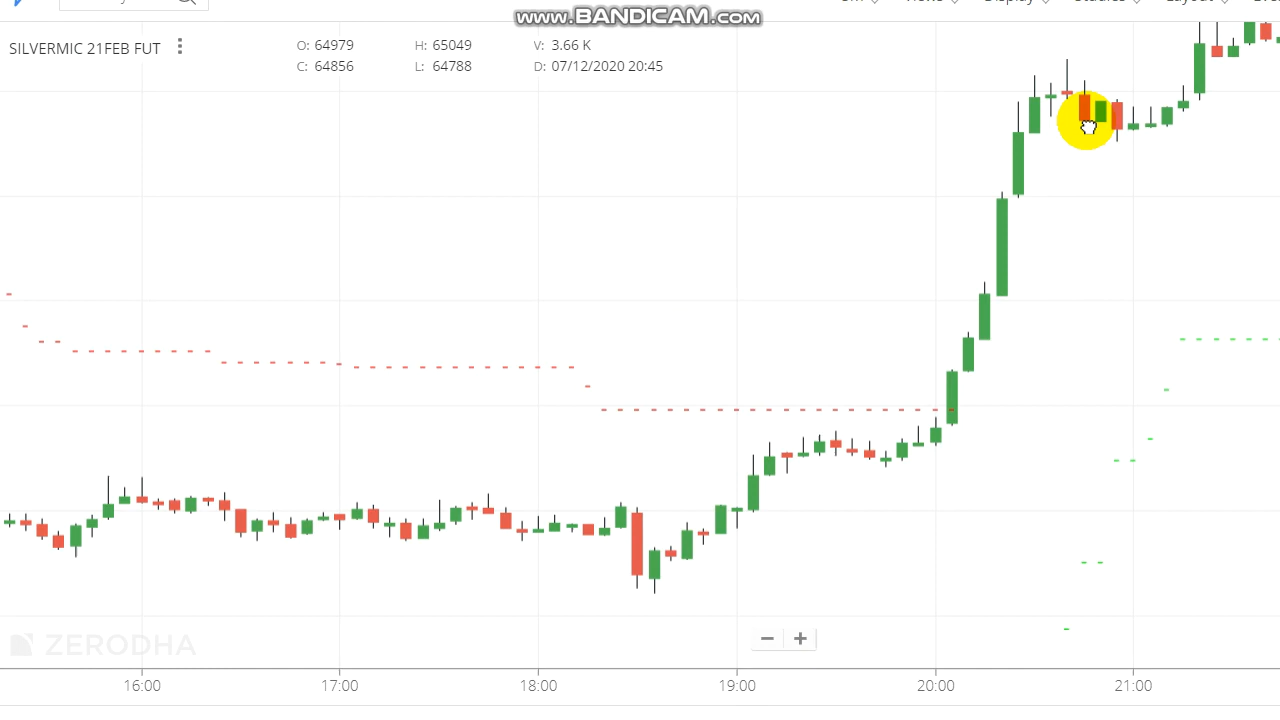 www.BANDICAM.com
SILVERMIC 21FEB FUT
O: 64979 H: 65049 V: 3.66 K
C: 64856 L: 64788 D: 07/12/2020 20:45
ZERODHA
− +
16:00 17:00 18:00 19:00 20:00 21:00